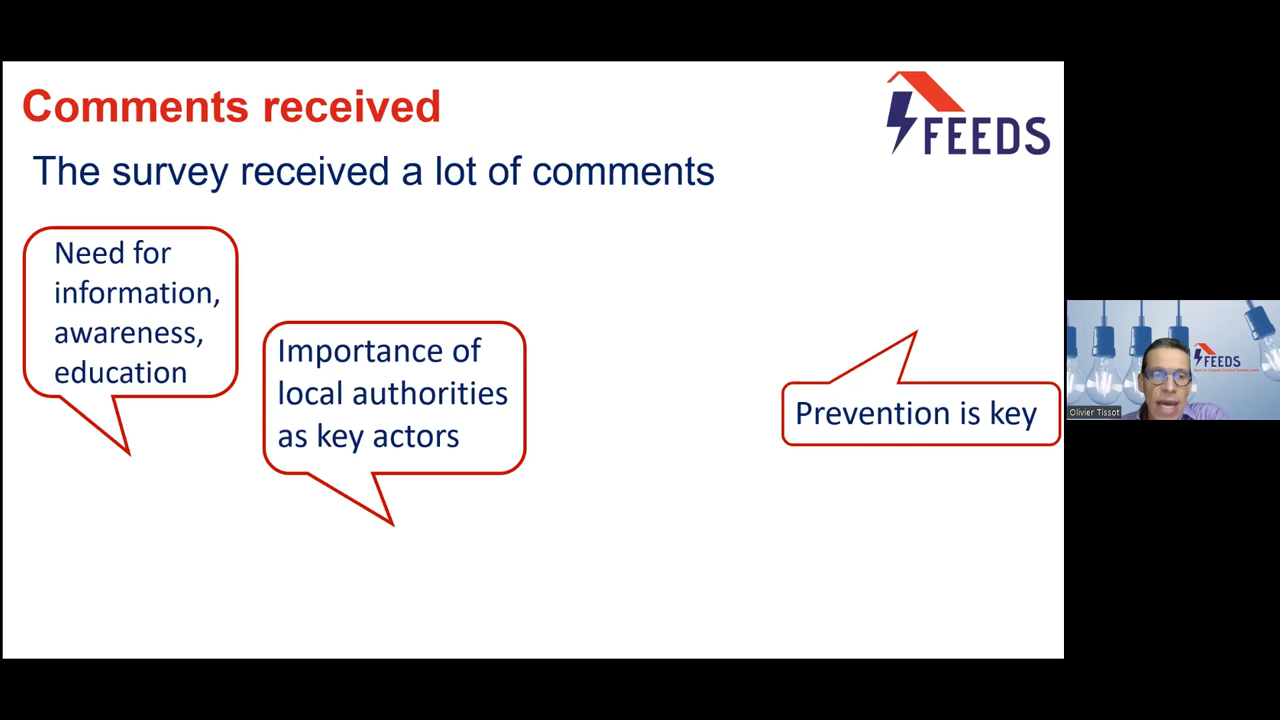 Comments received
FEEDS
The survey received a lot of comments
Need for
information,
awareness,
education
Importance of
local authorities
as key actors
Prevention is key
FEEDS
Olivier Tissot